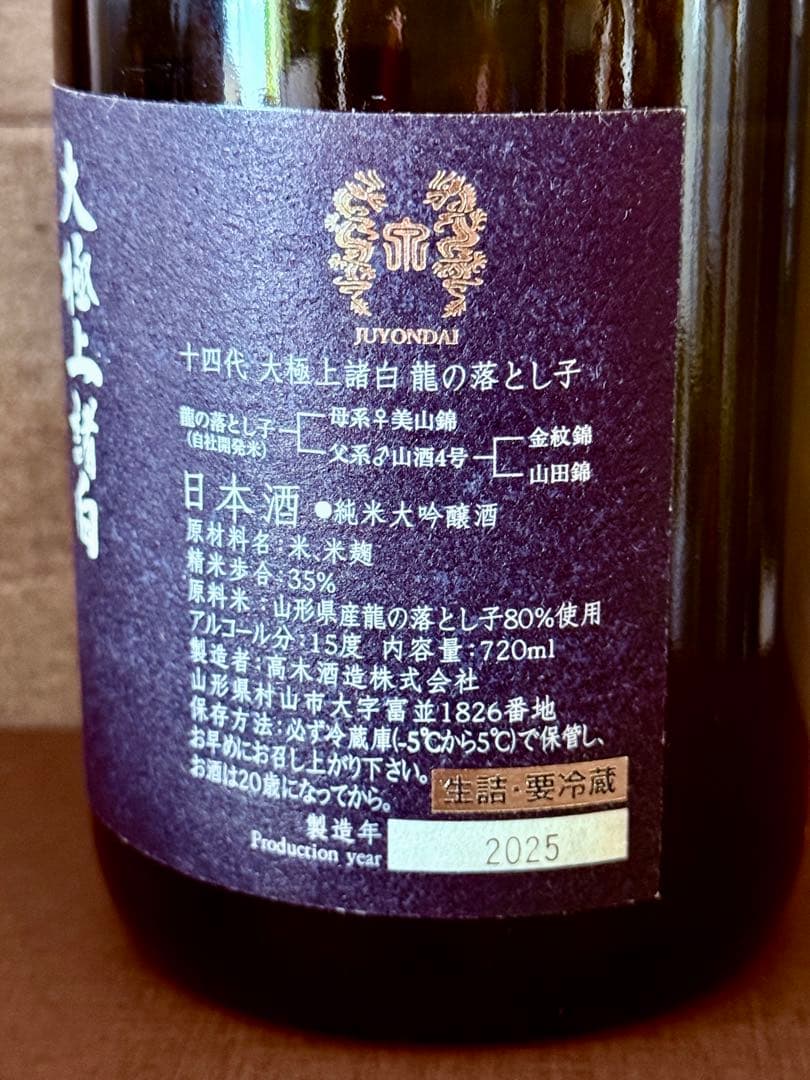 大極上諸白
JUYONDAI
十四代 大極上諸白 龍の落とし子
龍の落とし子
(自社開発米)
母系♀美山錦
父系♂山酒4号
金紋錦
山田錦
日本酒 ●純米大吟醸酒
原材料名 米、米麹
精米歩合:35%
原料米:山形県産龍の落とし子80%使用
アルコール分:15度 内容量:720ml
製造者:高木酒造株式会社
山形県村山市大字富並1826番地
保存方法:必ず冷蔵庫(-5℃から5℃)で保管し、
お早めにお召し上がり下さい。
お酒は20歳になってから。
生詰・要冷蔵
製造年
Production year
2025